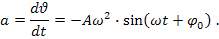 a = dϑ/dt = −Aω² · sin(ωt + φ₀) .